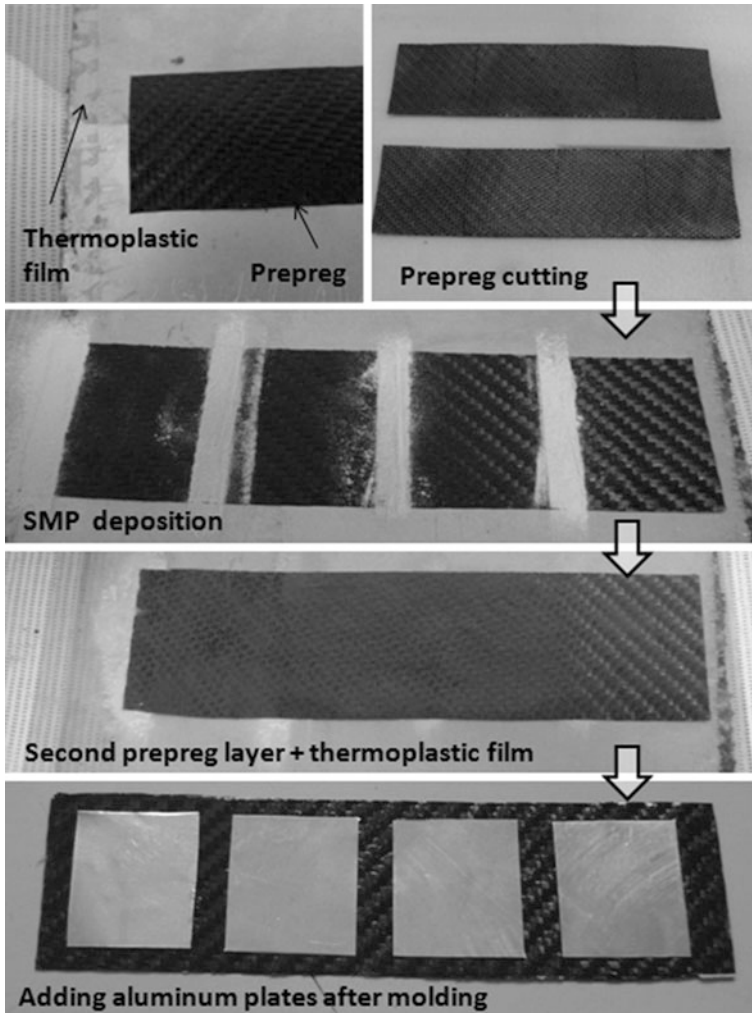 Thermoplastic
film
Prepreg
Prepreg cutting
SMP  deposition
Second prepreg layer + thermoplastic film
Adding aluminum plates after molding